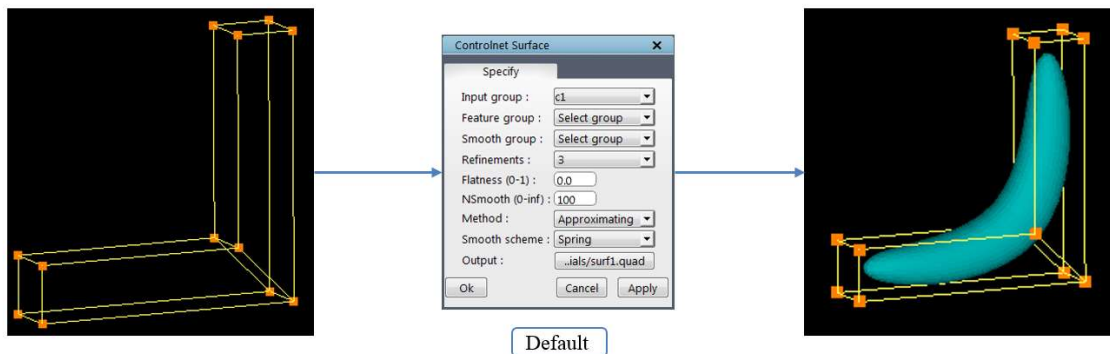 Controlnet Surface X
Specify
Input group : c1
Feature group : Select group
Smooth group : Select group
Refinements : 3
Flatness (0-1) : 0.0
NSmooth (0-inf) : 100
Method : Approximating
Smooth scheme : Spring
Output : ..ials/surf1.quad
Ok Cancel Apply
Default